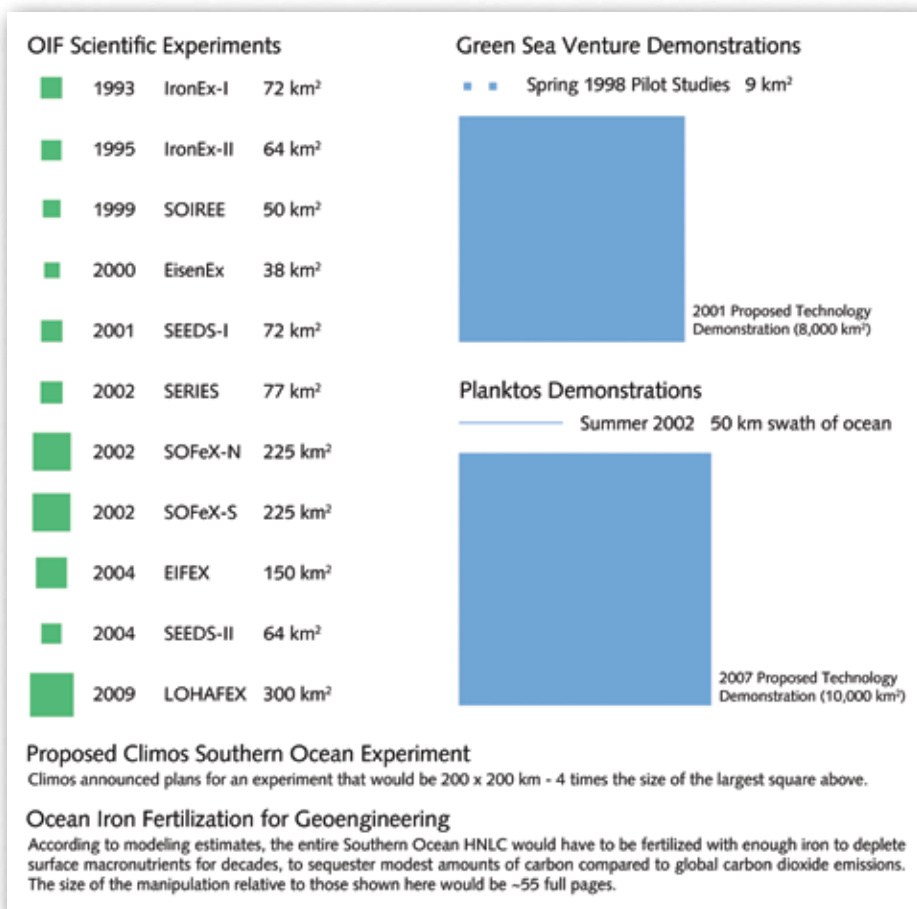 OIF Scientific Experiments
1993 IronEx-I 72 km²
1995 IronEx-II 64 km²
1999 SOIREE 50 km²
2000 EisenEx 38 km²
2001 SEEDS-I 72 km²
2002 SERIES 77 km²
2002 SOFeX-N 225 km²
2002 SOFeX-S 225 km²
2004 EIFEX 150 km²
2004 SEEDS-II 64 km²
2009 LOHAFEX 300 km²
Green Sea Venture Demonstrations
Spring 1998 Pilot Studies 9 km²
2001 Proposed Technology
Demonstration (8,000 km²)
Planktos Demonstrations
Summer 2002 50 km swath of ocean
2007 Proposed Technology
Demonstration (10,000 km²)
Proposed Climos Southern Ocean Experiment
Climos announced plans for an experiment that would be 200 x 200 km - 4 times the size of the largest square above.
Ocean Iron Fertilization for Geoengineering
According to modeling estimates, the entire Southern Ocean HNLC would have to be fertilized with enough iron to deplete
surface macronutrients for decades, to sequester modest amounts of carbon compared to global carbon dioxide emissions.
The size of the manipulation relative to those shown here would be ~55 full pages.